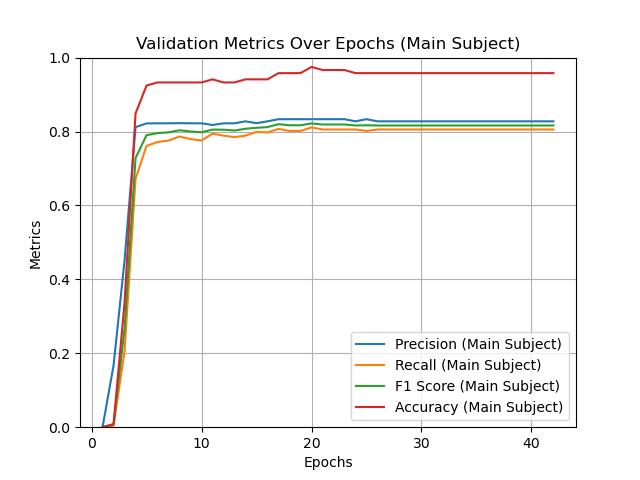 Validation Metrics Over Epochs (Main Subject)
1.0
0.8
0.6
0.4
0.2
0.0
Metrics
Precision (Main Subject)
Recall (Main Subject)
F1 Score (Main Subject)
Accuracy (Main Subject)
0 10 20 30 40
Epochs